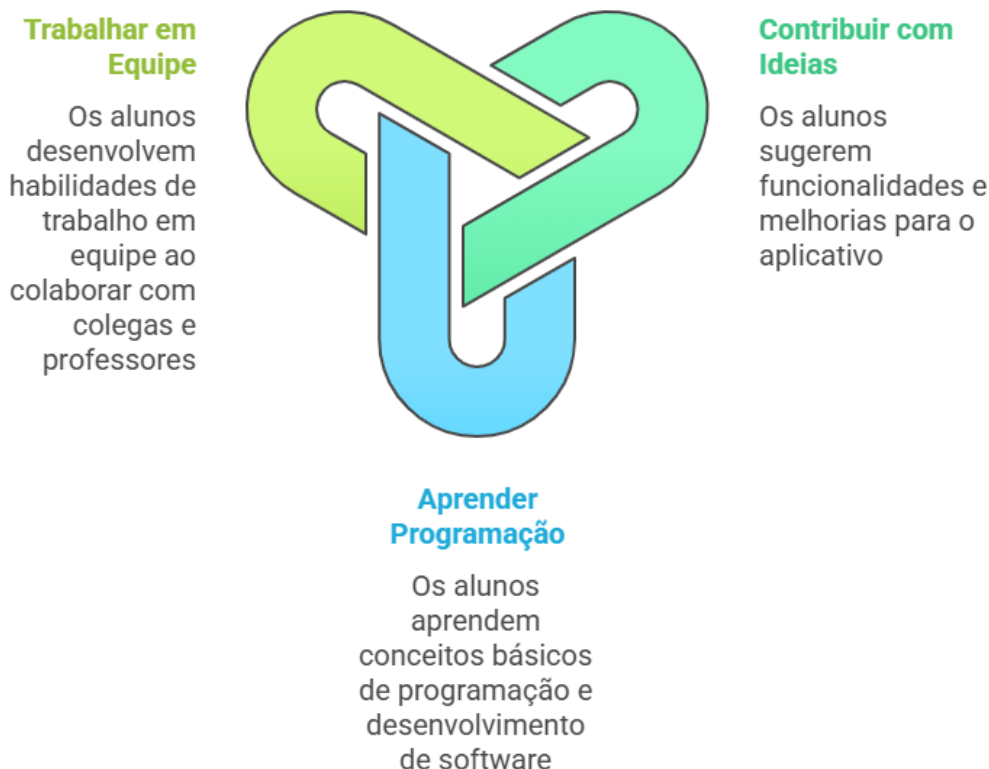 Trabalhar em
Equipe
Os alunos
desenvolvem
habilidades de
trabalho em
equipe ao
colaborar com
colegas e
professores
Contribuir com
Ideias
Os alunos
sugerem
funcionalidades e
melhorias para o
aplicativo
Aprender
Programação
Os alunos
aprendem
conceitos básicos
de programação e
desenvolvimento
de software